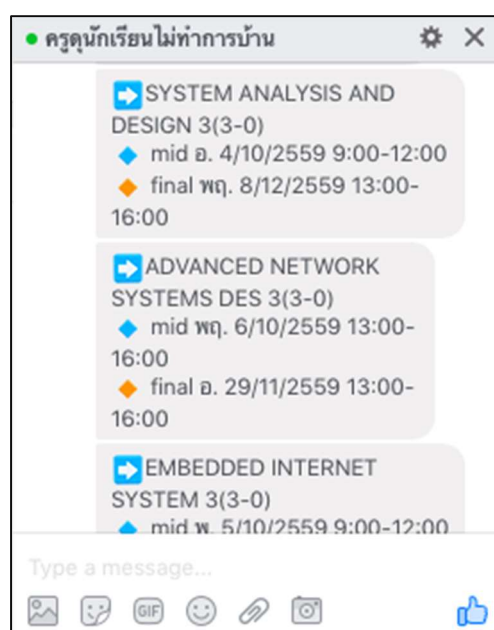 ครูดุนักเรียนไม่ทำการบ้าน
SYSTEM ANALYSIS AND
DESIGN 3(3-0)
mid อ. 4/10/2559 9:00-12:00
final พฤ. 8/12/2559 13:00-
16:00
ADVANCED NETWORK
SYSTEMS DES 3(3-0)
mid พฤ. 6/10/2559 13:00-
16:00
final อ. 29/11/2559 13:00-
16:00
EMBEDDED INTERNET
SYSTEM 3(3-0)
mid พ. 5/10/2559 9:00-12:00
Type a message...
GIF